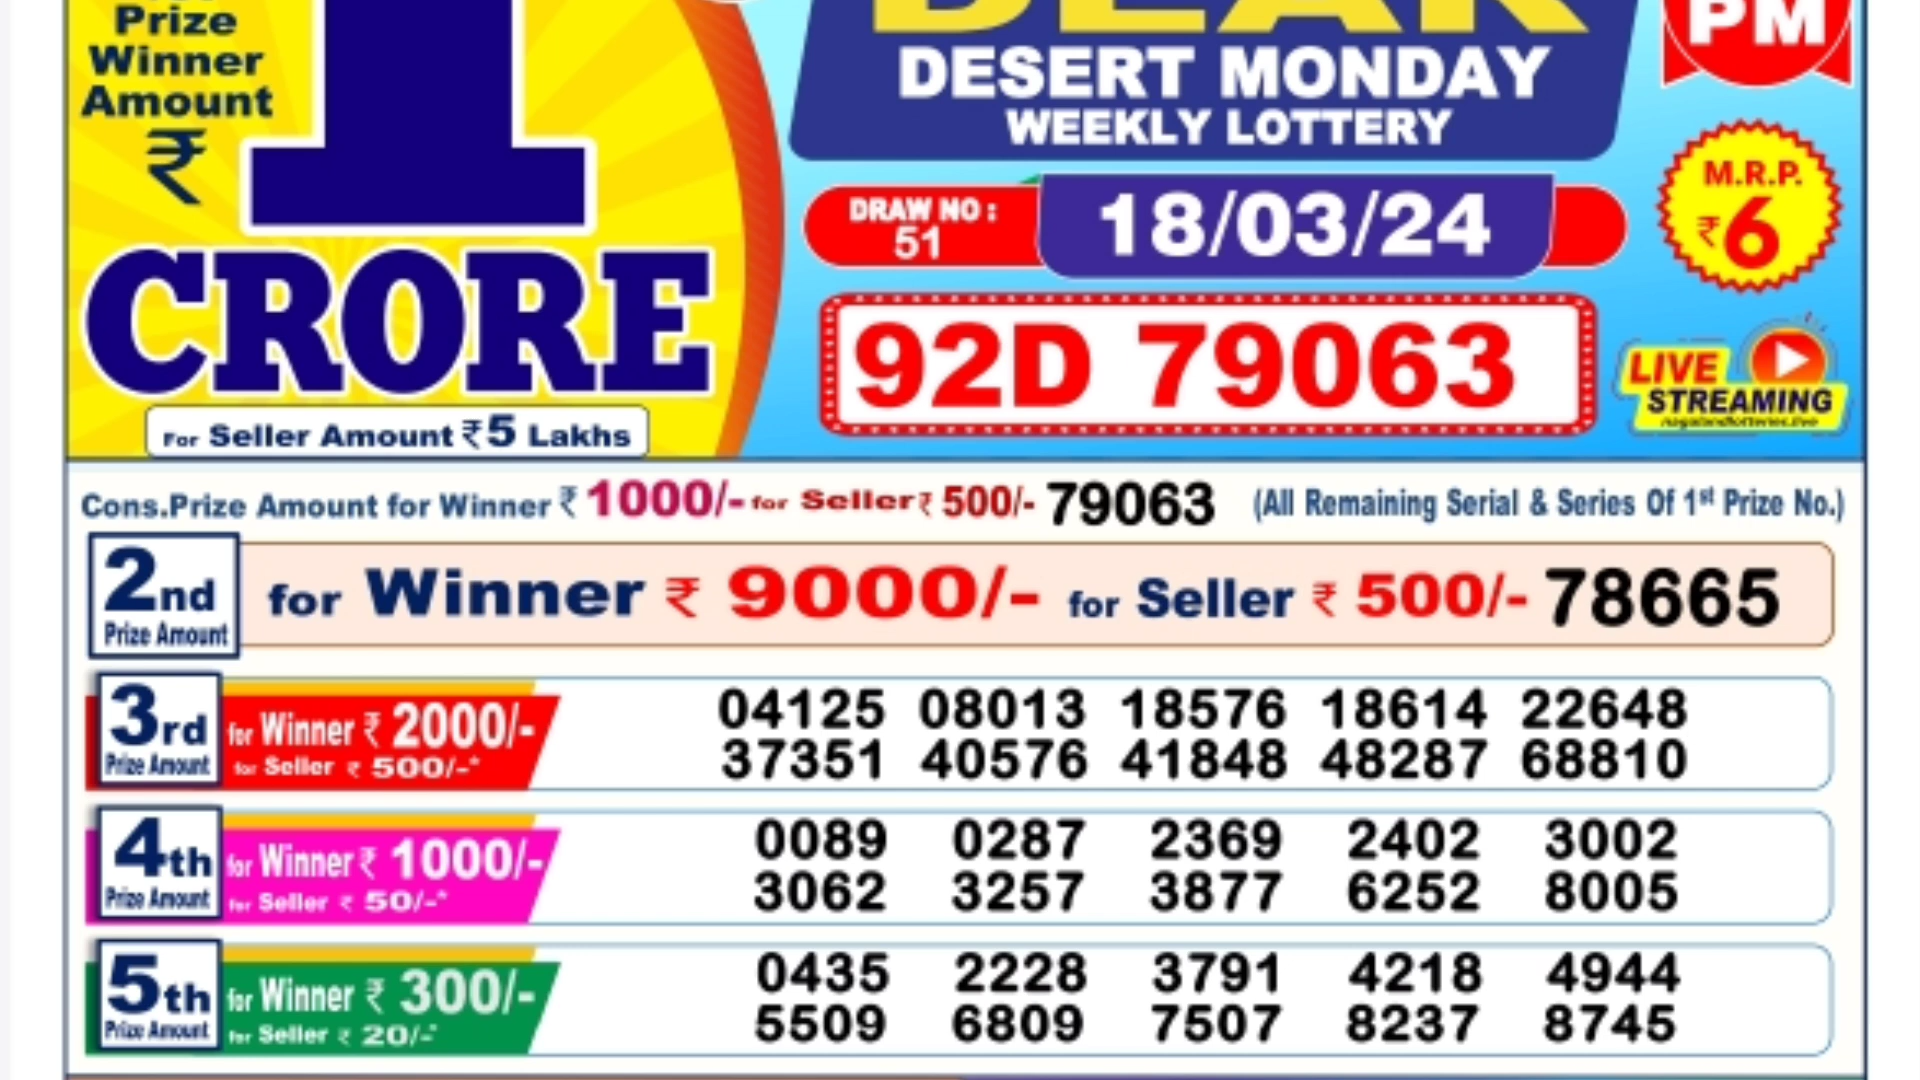 Prize
Winner
Amount
₹
1
CRORE
For Seller Amount ₹5 Lakhs
DEAR
DESERT MONDAY
WEEKLY LOTTERY
PM
DRAW NO :
51
18/03/24
M.R.P.
₹6
92D 79063
LIVE
STREAMING
nagalandlotteries.live
Cons.Prize Amount for Winner ₹ 1000/- for Seller ₹ 500/- 79063 (All Remaining Serial & Series Of 1st Prize No.)
2nd
Prize Amount
for Winner ₹ 9000/- for Seller ₹ 500/- 78665
3rd
Prize Amount
for Winner ₹ 2000/-
for Seller ₹ 500/-*
04125 08013 18576 18614 22648
37351 40576 41848 48287 68810
4th
Prize Amount
for Winner ₹ 1000/-
for Seller ₹ 50/-*
0089 0287 2369 2402 3002
3062 3257 3877 6252 8005
5th
Prize Amount
for Winner ₹ 300/-
for Seller ₹ 20/-*
0435 2228 3791 4218 4944
5509 6809 7507 8237 8745